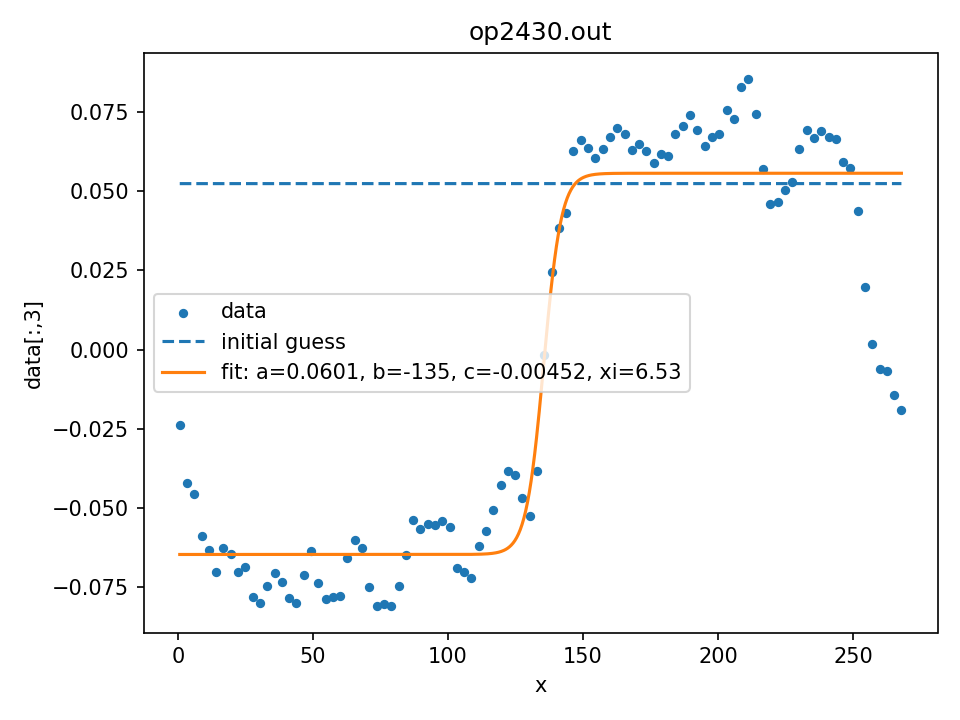 op2430.out
0.075
0.050
0.025
0.000
−0.025
−0.050
−0.075
data[:,3]
data
initial guess
fit: a=0.0601, b=-135, c=-0.00452, xi=6.53
0 50 100 150 200 250
x